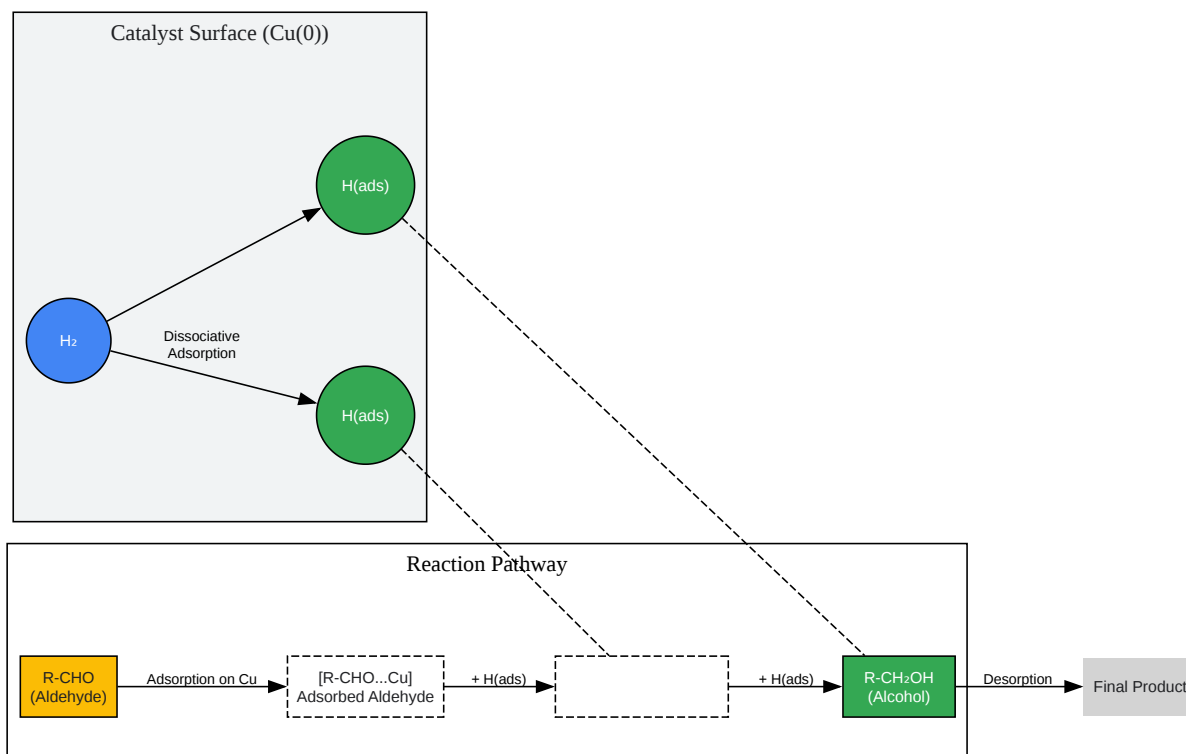 Catalyst Surface (Cu(0))
H(ads)
H₂
Dissociative
Adsorption
H(ads)
Reaction Pathway
R-CHO
(Aldehyde)
Adsorption on Cu
[R-CHO...Cu]
Adsorbed Aldehyde
+ H(ads)
+ H(ads)
R-CH₂OH
(Alcohol)
Desorption
Final Product